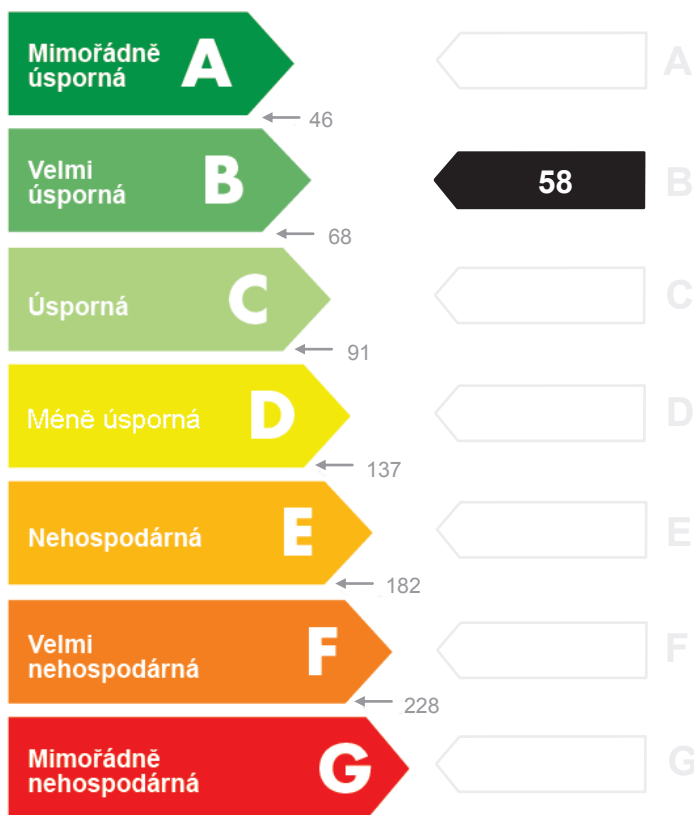 Mimořádně
úsporná
A
A
46
Velmi
úsporná
B
58
B
68
Úsporná
C
C
91
Méně úsporná
D
D
137
Nehospodárná
E
E
182
Velmi
nehospodárná
F
F
228
Mimořádně
nehospodárná
G
G